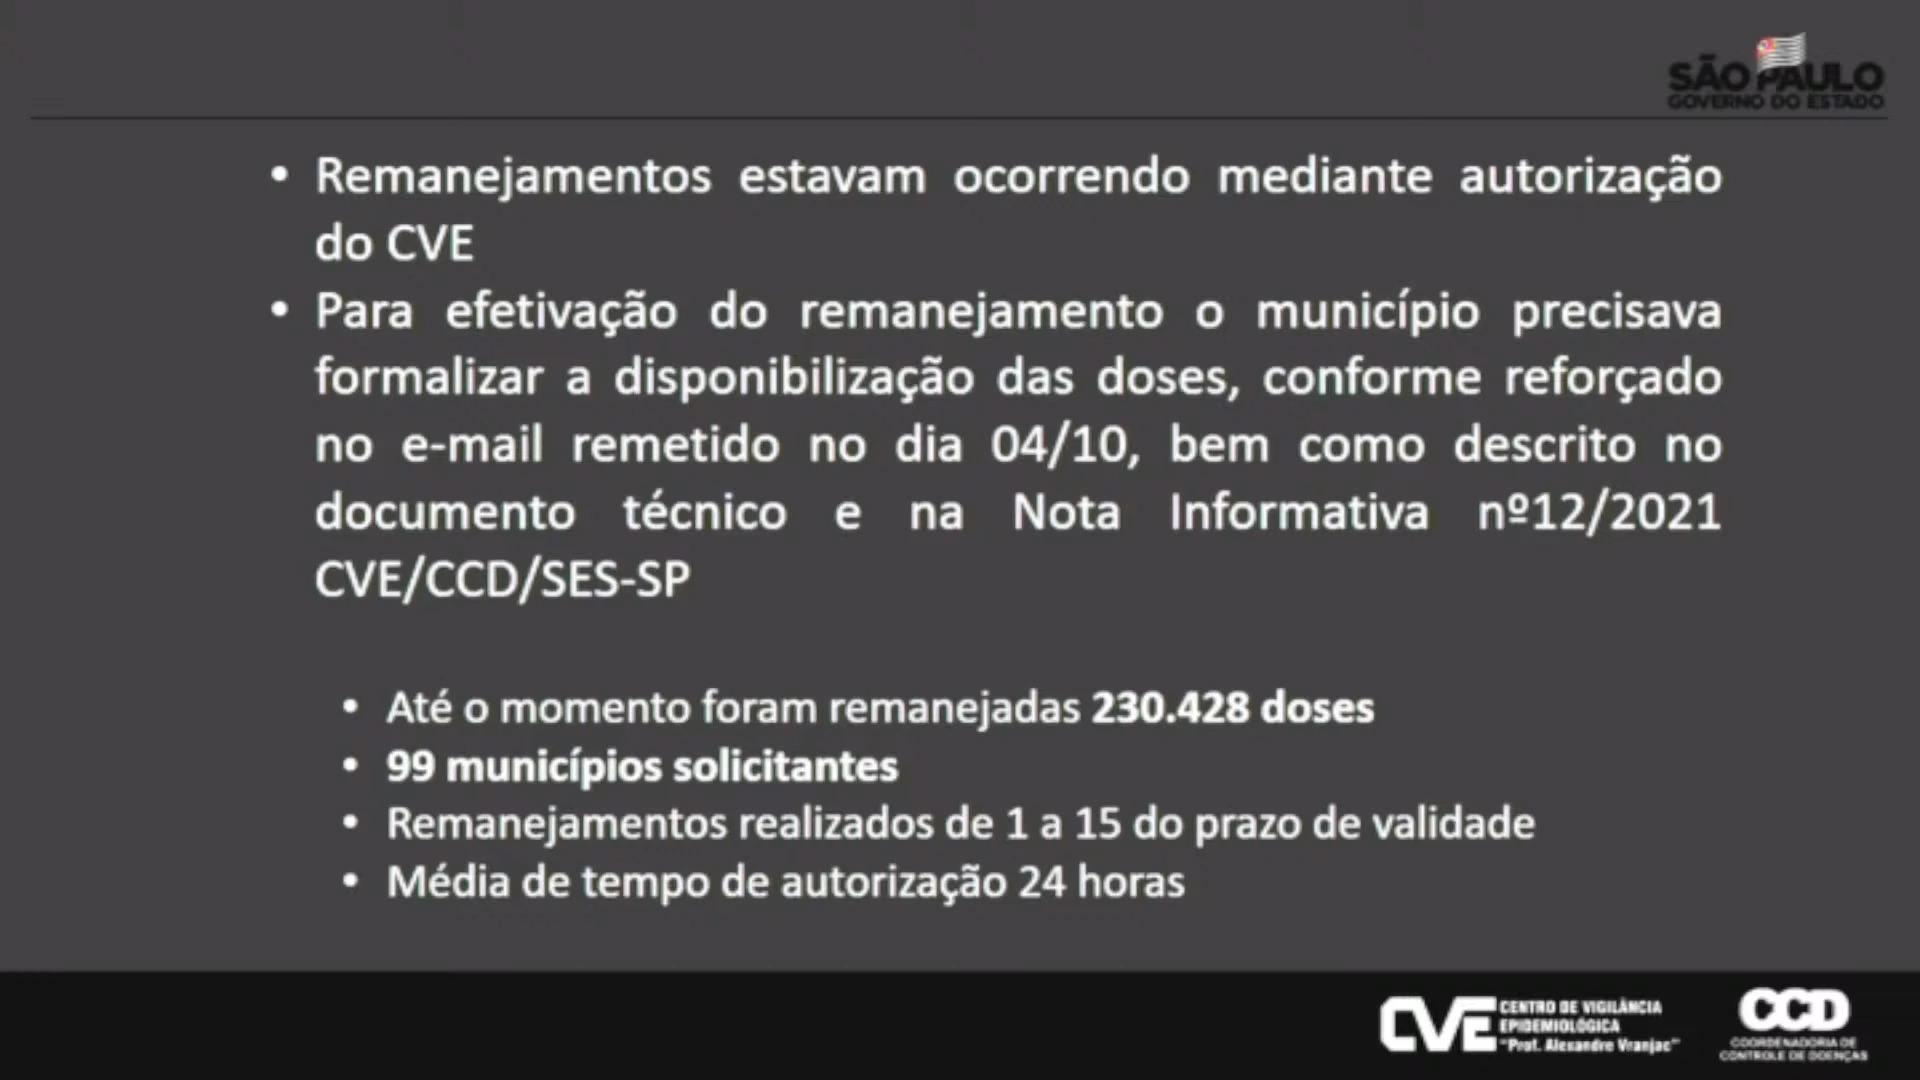 SÃO PAULO
GOVERNO DO ESTADO
• Remanejamentos estavam ocorrendo mediante autorização
do CVE
• Para efetivação do remanejamento o município precisava
formalizar a disponibilização das doses, conforme reforçado
no e-mail remetido no dia 04/10, bem como descrito no
documento técnico e na Nota Informativa nº12/2021
CVE/CCD/SES-SP
• Até o momento foram remanejadas 230.428 doses
• 99 municípios solicitantes
• Remanejamentos realizados de 1 a 15 do prazo de validade
• Média de tempo de autorização 24 horas
CVE
CENTRO DE VIGILÂNCIA
EPIDEMIOLÓGICA
"Prof. Alexandre Vranjac"
CCD
COORDENADORIA DE
CONTROLE DE DOENÇAS